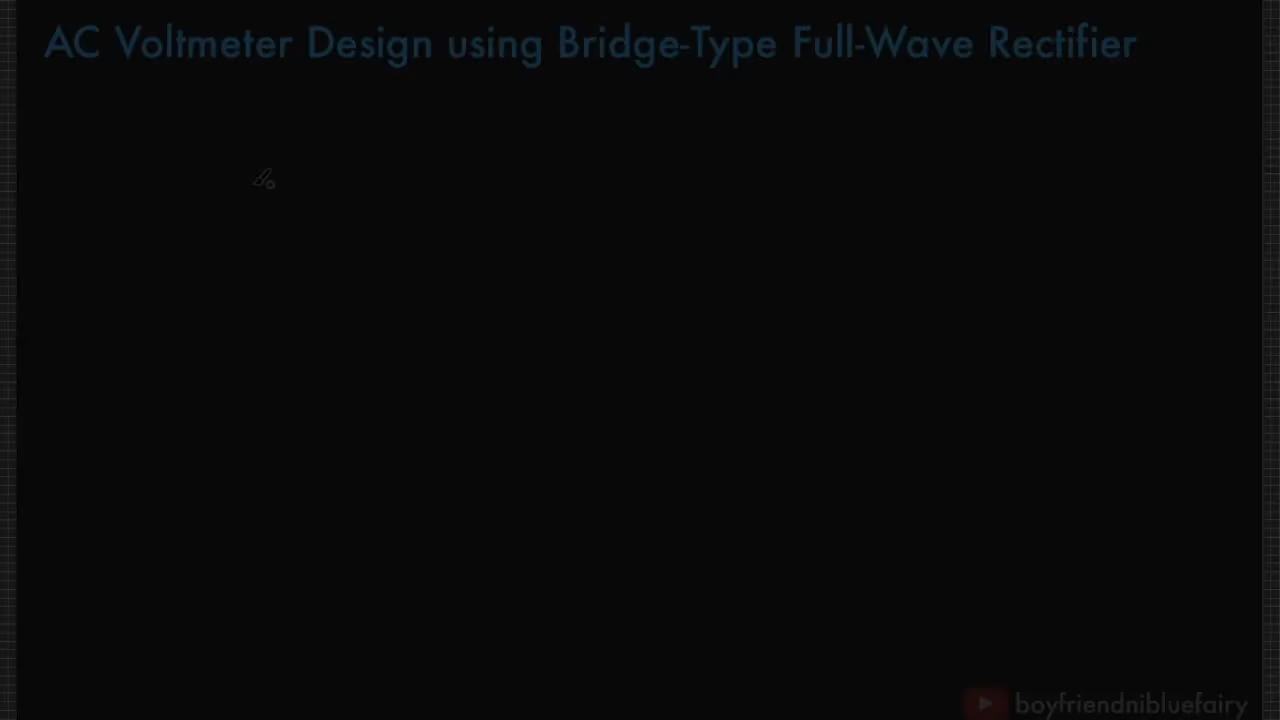 AC Voltmeter Design using Bridge-Type Full-Wave Rectifier
boyfriendnibluefairy